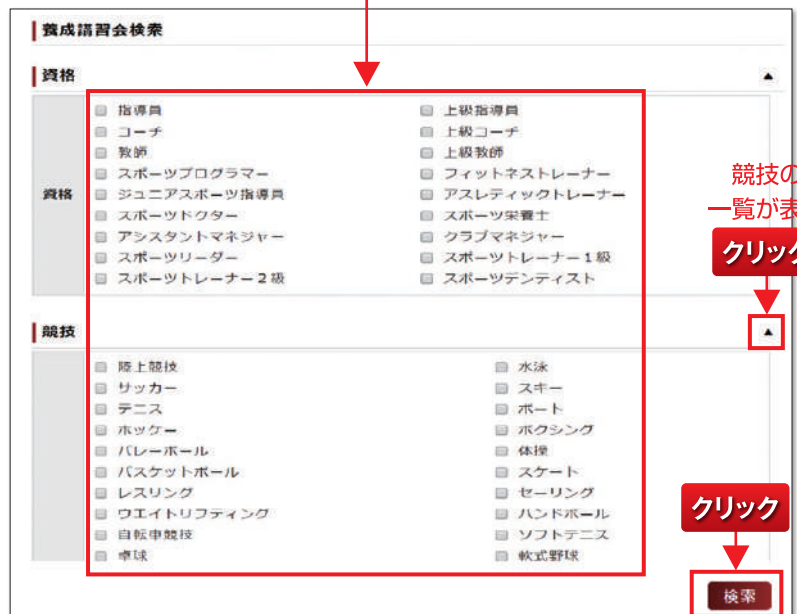 養成講習会検索
資格
▲
指導員 上級指導員
コーチ 上級コーチ
教師 上級教師
スポーツプログラマー フィットネストレーナー
資格 ジュニアスポーツ指導員 アスレティックトレーナー
スポーツドクター スポーツ栄養士
アシスタントマネジャー クラブマネジャー
スポーツリーダー スポーツトレーナー1級
スポーツトレーナー2級 スポーツデンティスト
競技の
一覧が表
クリック
競技
▲
陸上競技 水泳
サッカー スキー
テニス ボート
ホッケー ボクシング
バレーボール 体操
バスケットボール スケート
レスリング セーリング
ウエイトリフティング ハンドボール
自転車競技 ソフトテニス
卓球 軟式野球
クリック
検索